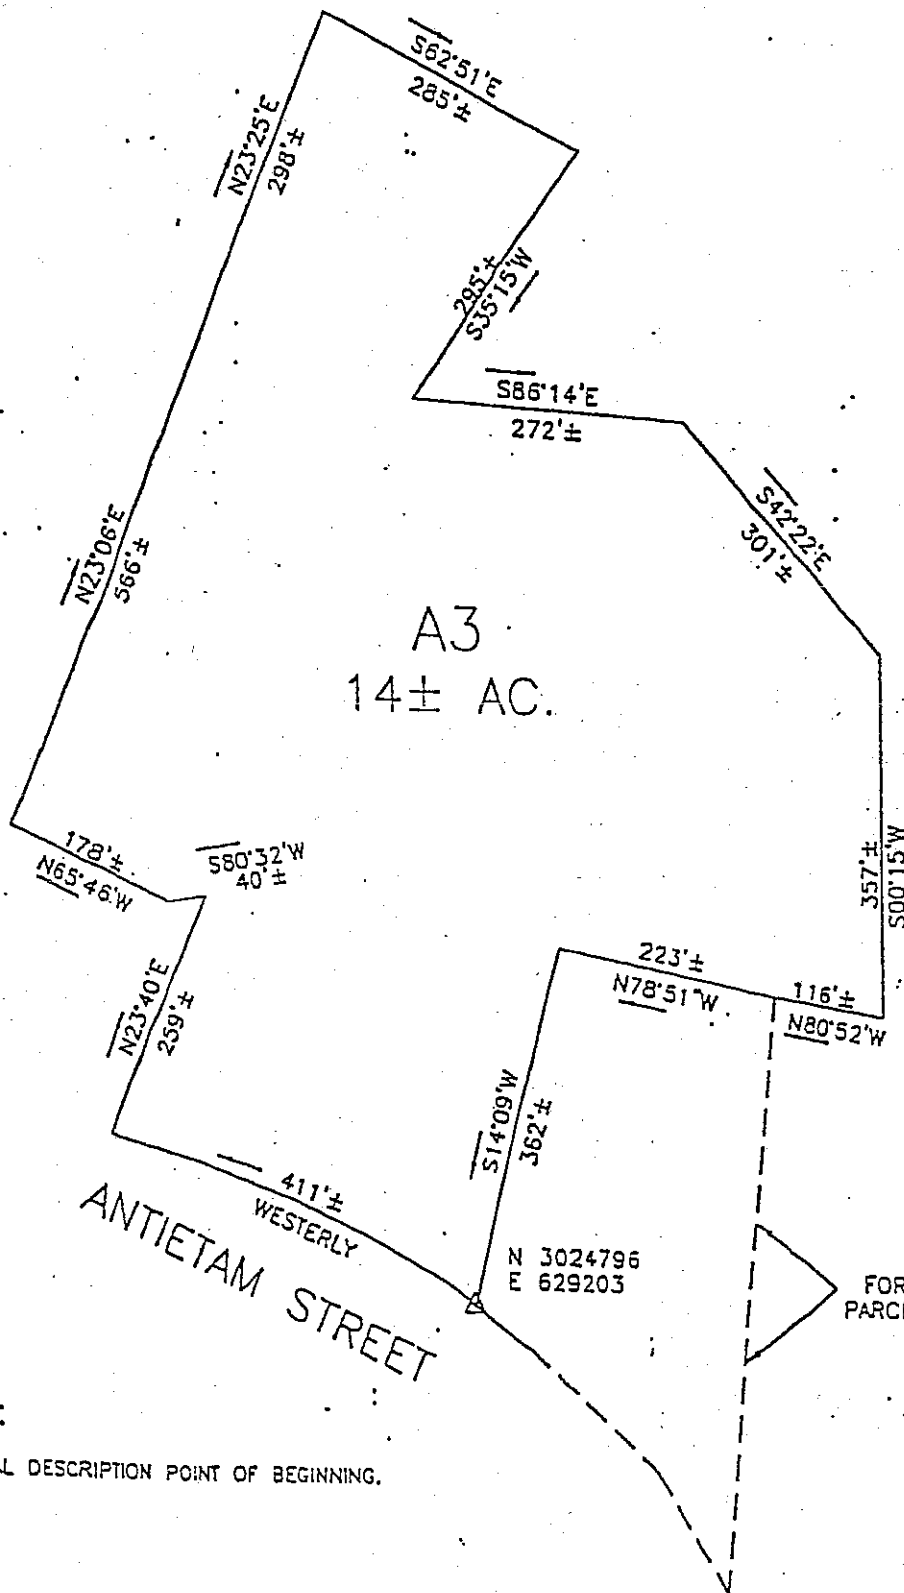 S62°51'E
285'±
N23°25'E
298'±
295'±
S35°15'W
S86°14'E
272'±
S42°22'E
301'±
N23°06'E
566'±
A3
14± AC.
178'±
N65°46'W
S80°32'W
40'±
357'±
S00°15'W
223'±
N78°51'W
116'±
N80°52'W
N23°40'E
259'±
S14°09'W
362'±
411'±
WESTERLY
ANTIETAM STREET
N 3024796
E 629203
FOR
PARC
L DESCRIPTION POINT OF BEGINNING.